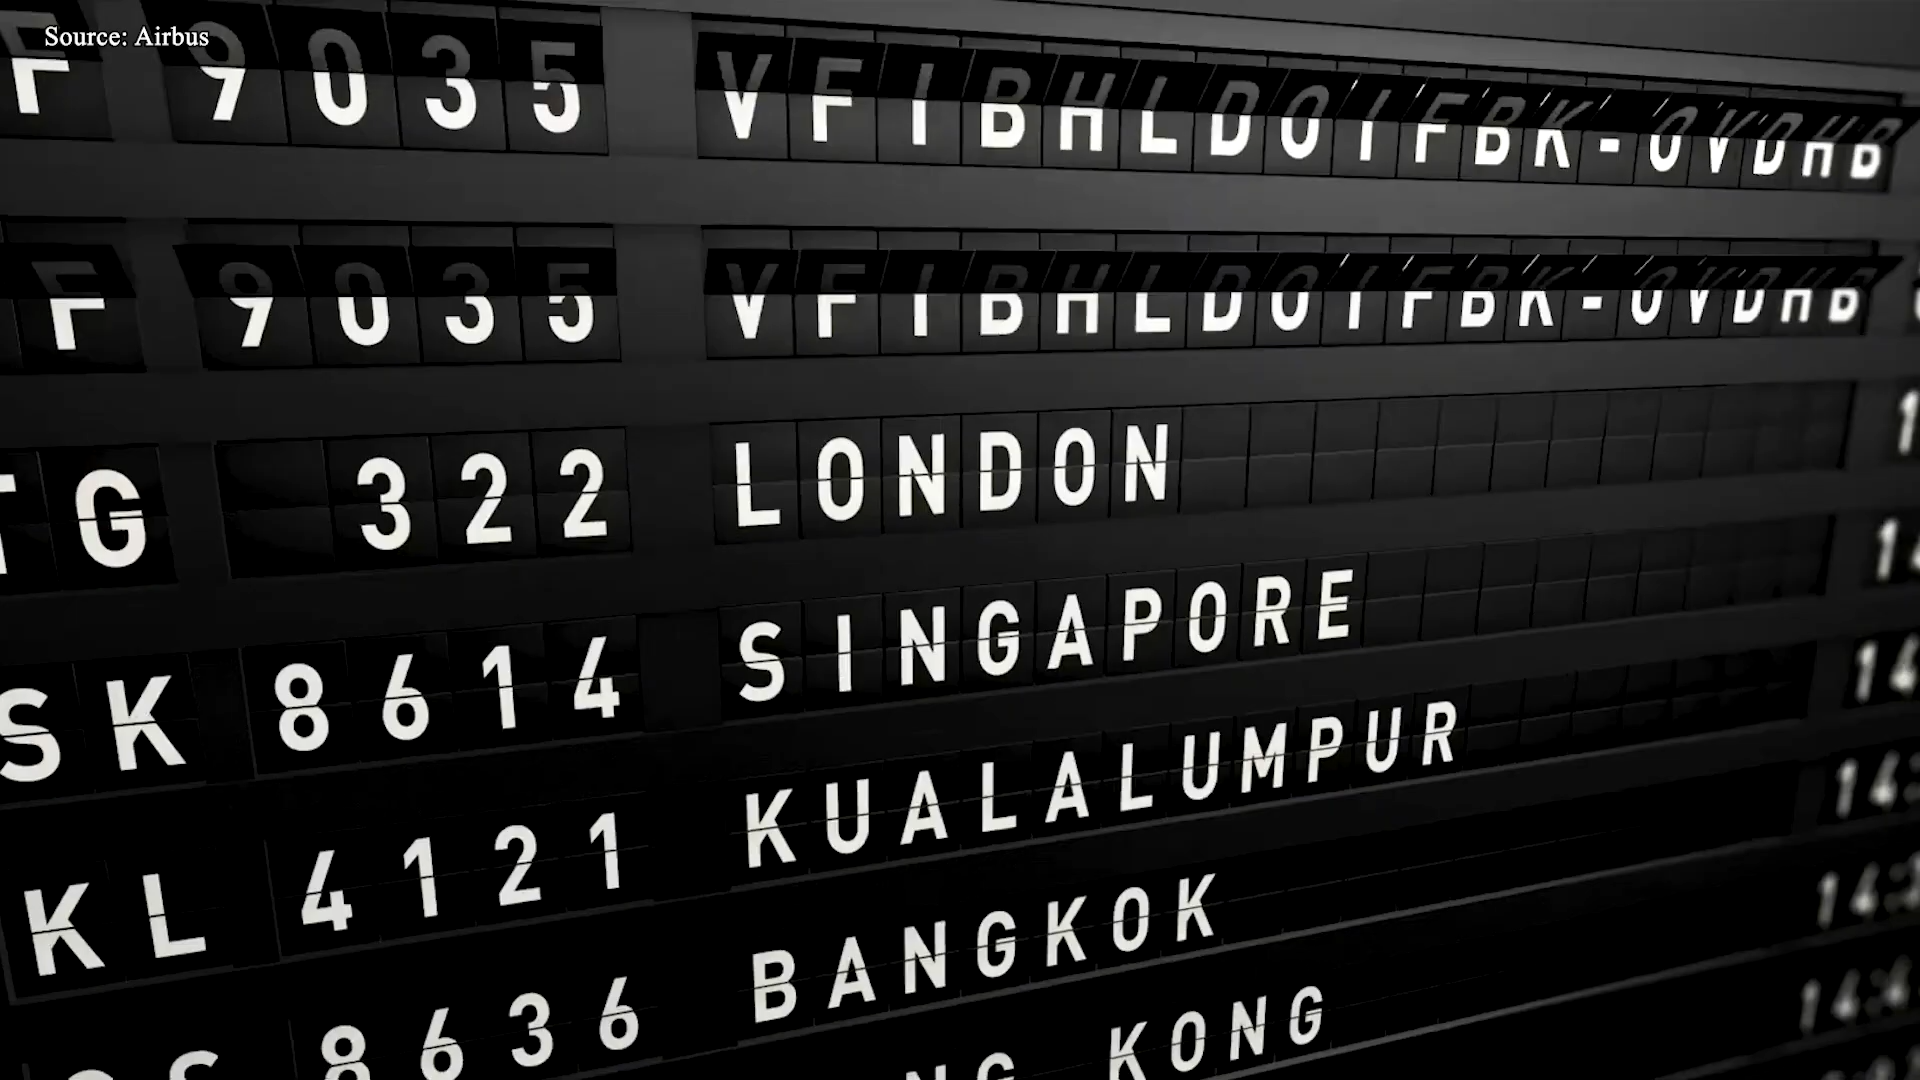 Source: Airbus
F 9035 VFIBHLDOIFBK-OVDHB
F 9035 VFIBHLDOIFBK-OVDHB
TG 322 LONDON
SK 8614 SINGAPORE
KL 4121 KUALALUMPUR
8636 BANGKOK
KONG